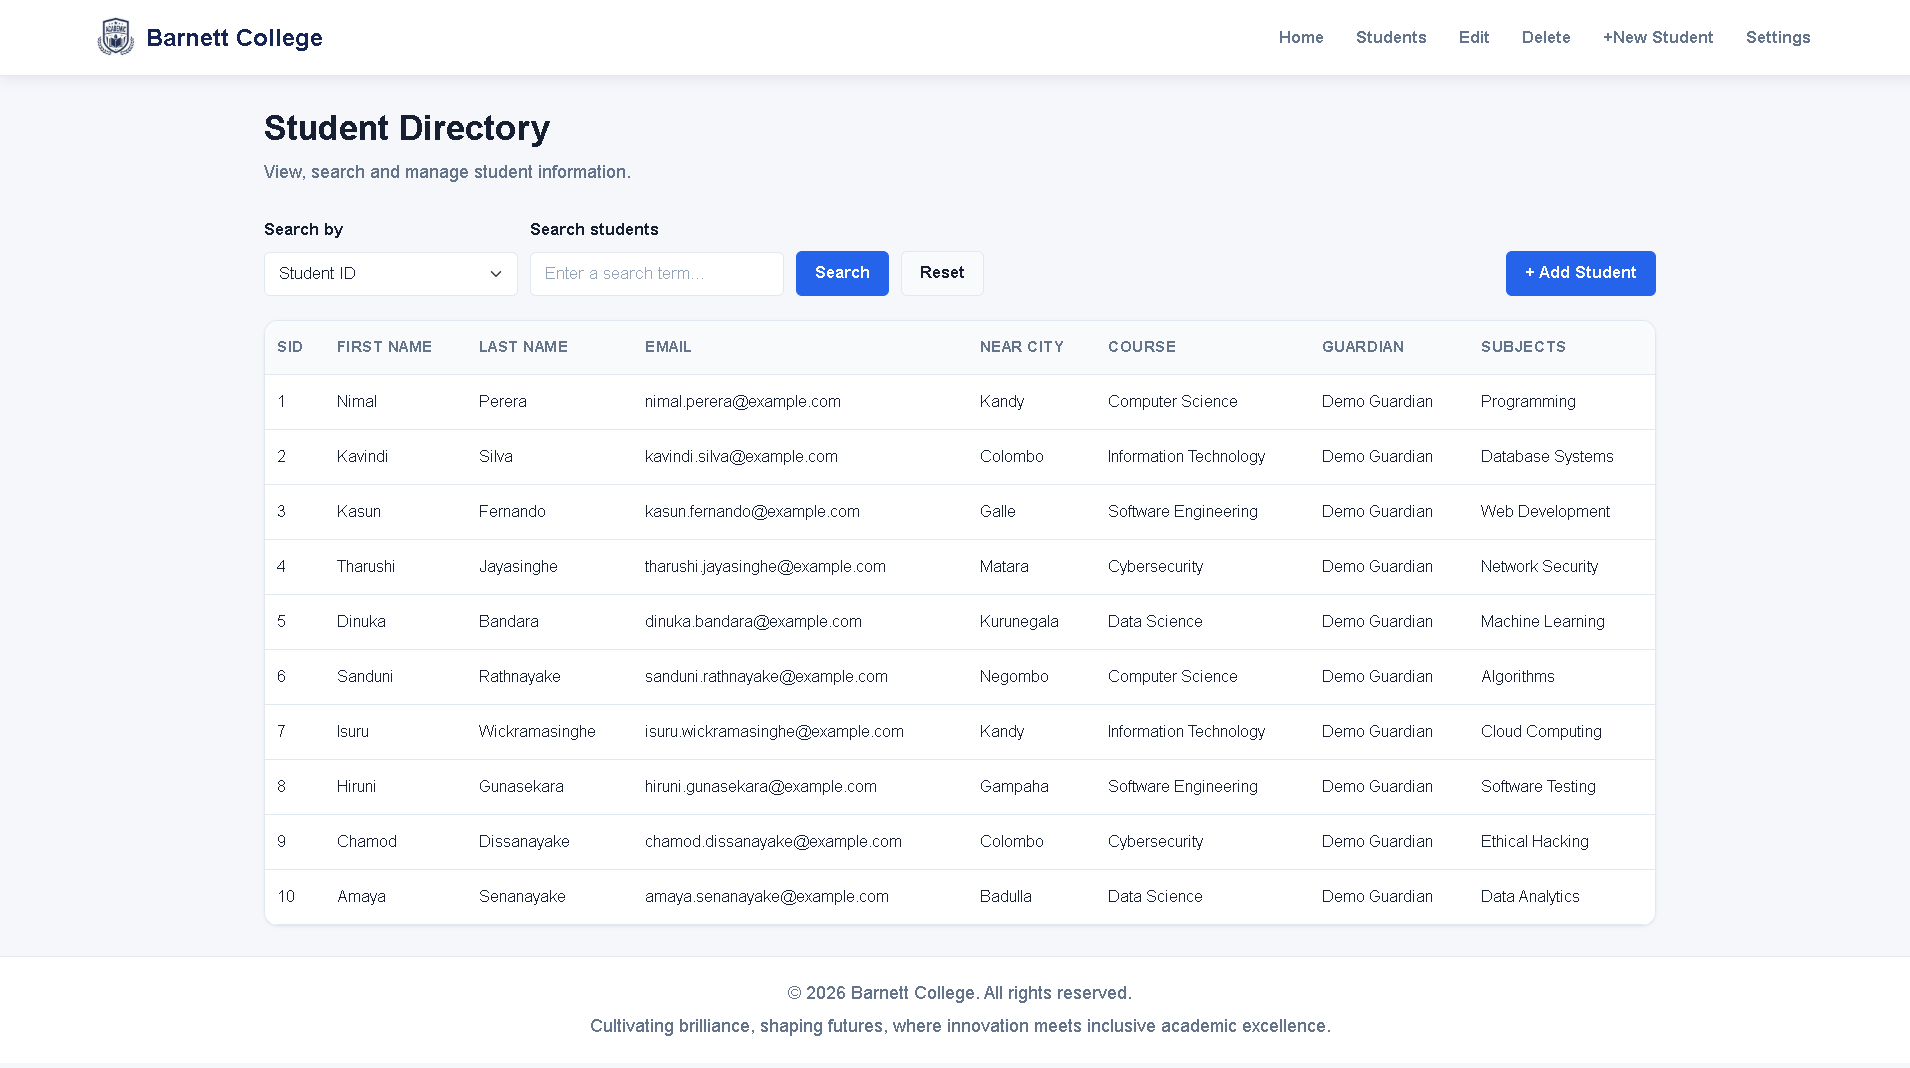 ACADEMIC
Barnett College
Home Students Edit Delete +New Student Settings
Student Directory
View, search and manage student information.
Search by Search students
Student ID Enter a search term... Search Reset + Add Student
SID FIRST NAME LAST NAME EMAIL NEAR CITY COURSE GUARDIAN SUBJECTS
1 Nimal Perera nimal.perera@example.com Kandy Computer Science Demo Guardian Programming
2 Kavindi Silva kavindi.silva@example.com Colombo Information Technology Demo Guardian Database Systems
3 Kasun Fernando kasun.fernando@example.com Galle Software Engineering Demo Guardian Web Development
4 Tharushi Jayasinghe tharushi.jayasinghe@example.com Matara Cybersecurity Demo Guardian Network Security
5 Dinuka Bandara dinuka.bandara@example.com Kurunegala Data Science Demo Guardian Machine Learning
6 Sanduni Rathnayake sanduni.rathnayake@example.com Negombo Computer Science Demo Guardian Algorithms
7 Isuru Wickramasinghe isuru.wickramasinghe@example.com Kandy Information Technology Demo Guardian Cloud Computing
8 Hiruni Gunasekara hiruni.gunasekara@example.com Gampaha Software Engineering Demo Guardian Software Testing
9 Chamod Dissanayake chamod.dissanayake@example.com Colombo Cybersecurity Demo Guardian Ethical Hacking
10 Amaya Senanayake amaya.senanayake@example.com Badulla Data Science Demo Guardian Data Analytics
© 2026 Barnett College. All rights reserved.
Cultivating brilliance, shaping futures, where innovation meets inclusive academic excellence.